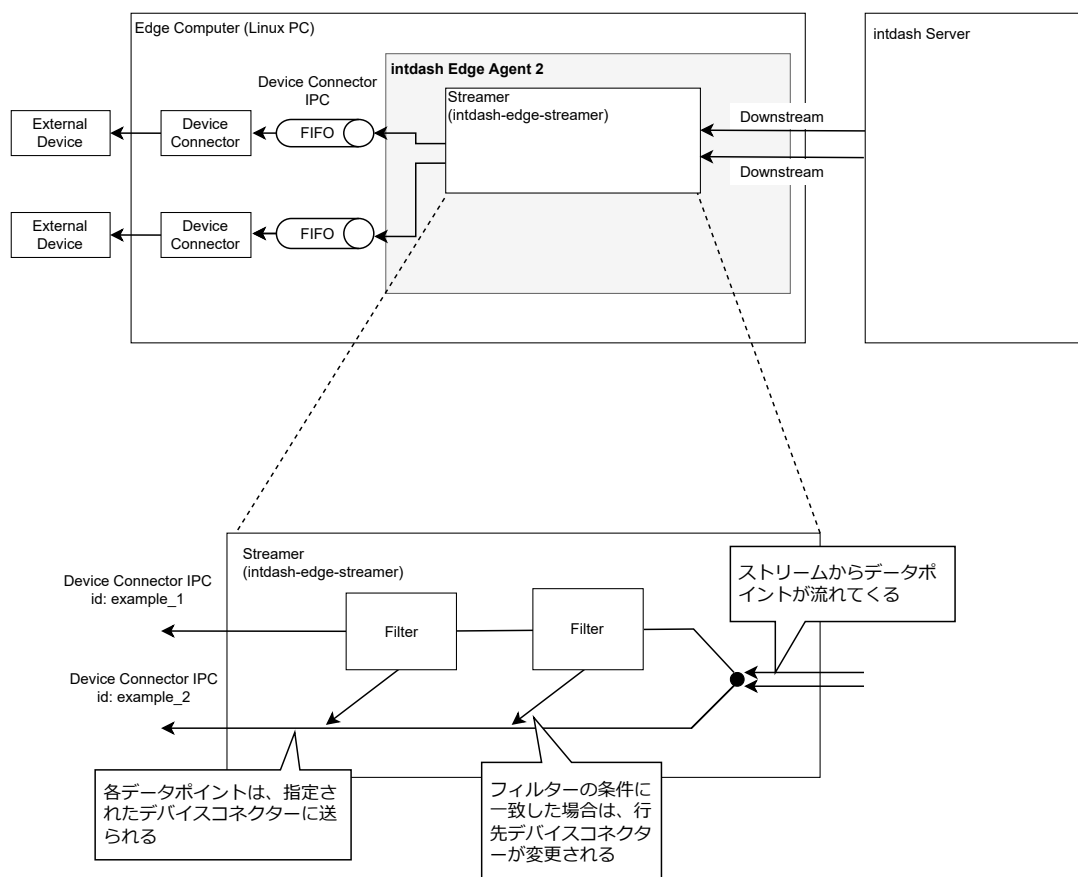 Edge Computer (Linux PC)
intdash Server
intdash Edge Agent 2
Device Connector
IPC
Streamer
(intdash-edge-streamer)
External
Device
Device
Connector
FIFO
Downstream
Downstream
External
Device
Device
Connector
FIFO
Streamer
(intdash-edge-streamer)
ストリームからデータポ
イントが流れてくる
Device Connector IPC
id: example_1
Filter
Filter
Device Connector IPC
id: example_2
各データポイントは、指定さ
れたデバイスコネクターに送
られる
フィルターの条件に
一致した場合は、行
先デバイスコネクタ
ーが変更される